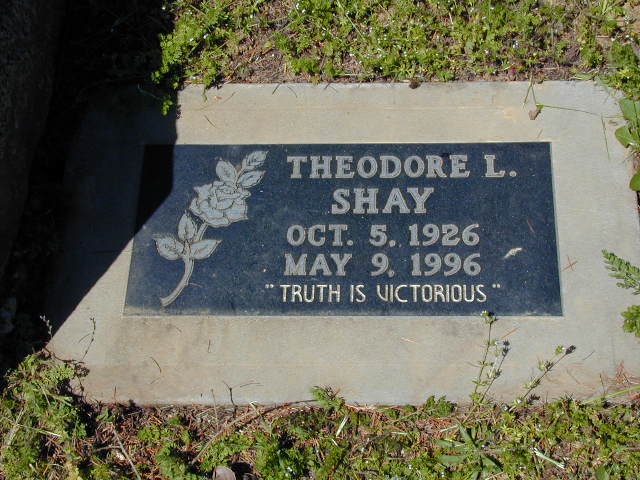 THEODORE L.
SHAY
OCT. 5, 1926
MAY 9, 1996
"TRUTH IS VICTORIOUS"